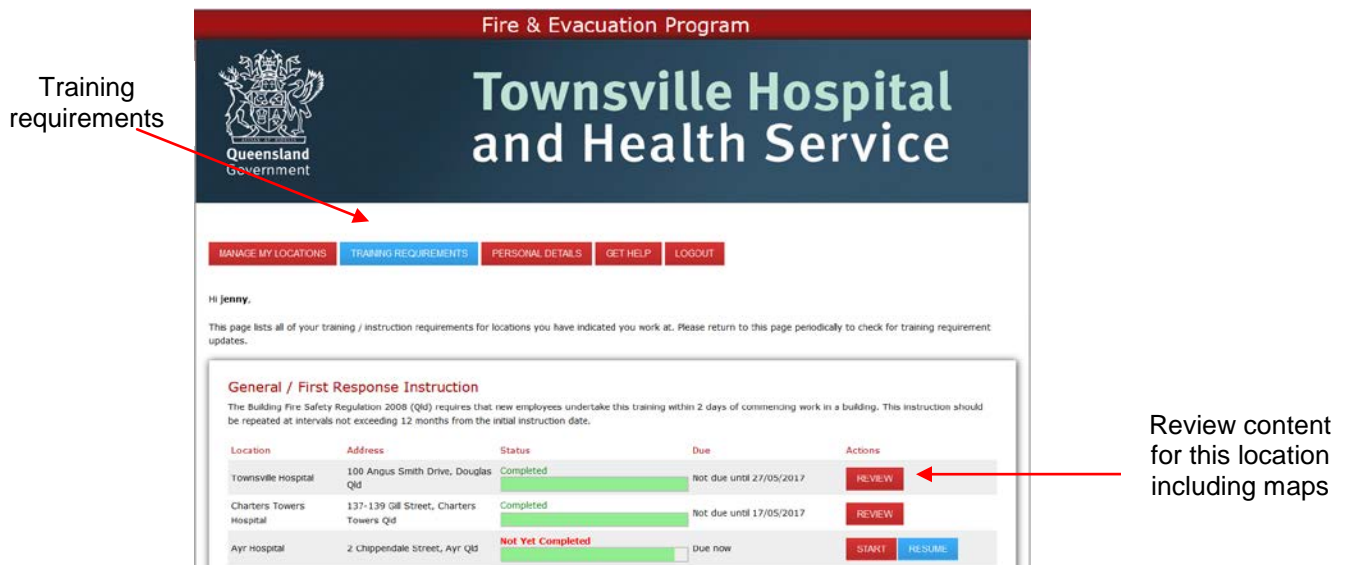 Fire & Evacuation Program
Training
requirements
Queensland
Government
Townsville Hospital
and Health Service
MANAGE MY LOCATIONS TRAINING REQUIREMENTS PERSONAL DETAILS GET HELP LOGOUT
Hi jenny,
This page lists all of your training / instruction requirements for locations you have indicated you work at. Please return to this page periodically to check for training requirement
updates.
General / First Response Instruction
The Building Fire Safety Regulation 2008 (Qld) requires that new employees undertake this training within 2 days of commencing work in a building. This instruction should
be repeated at intervals not exceeding 12 months from the initial instruction date.
Location Address Status Due Actions
Townsville Hospital 100 Angus Smith Drive, Douglas Qld Completed Not due until 27/05/2017 REVIEW
Charters Towers Hospital 137-139 Gill Street, Charters Towers Qld Completed Not due until 17/05/2017 REVIEW
Ayr Hospital 2 Chippendale Street, Ayr Qld Not Yet Completed Due now START RESUME
Review content
for this location
including maps